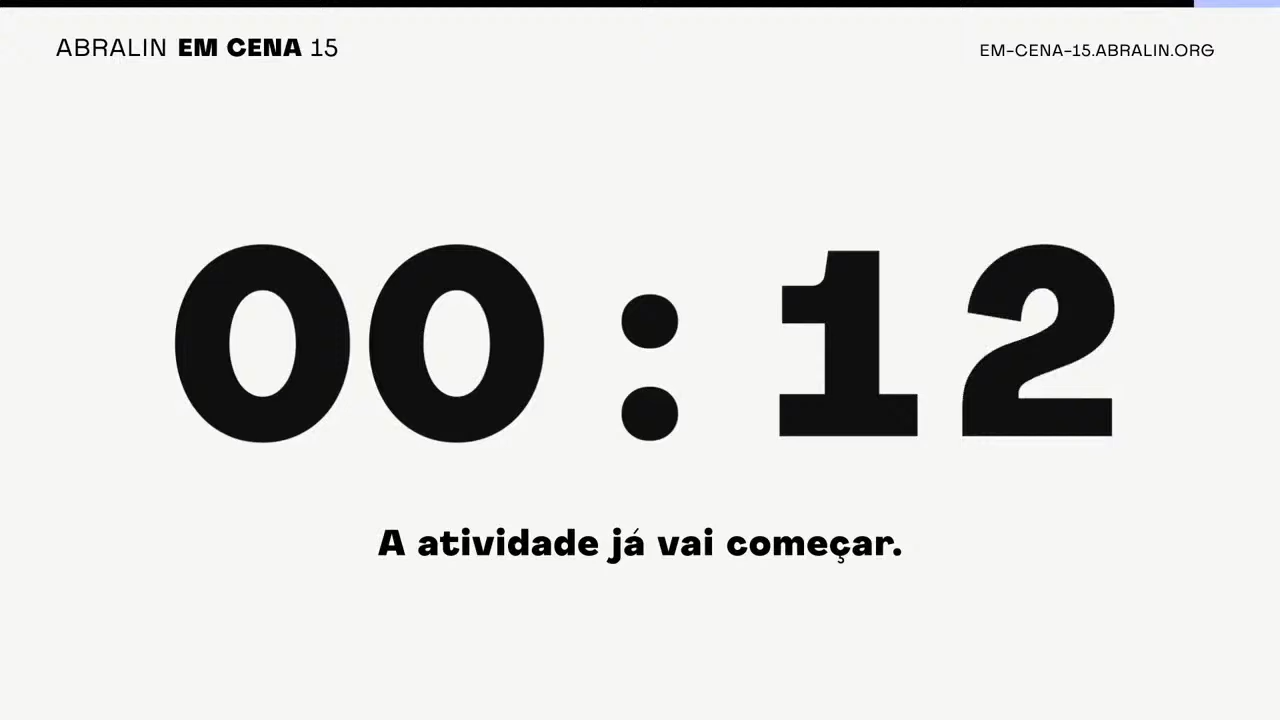 ABRALIN EM CENA 15
EM-CENA-15.ABRALIN.ORG
00:12
A atividade já vai começar.